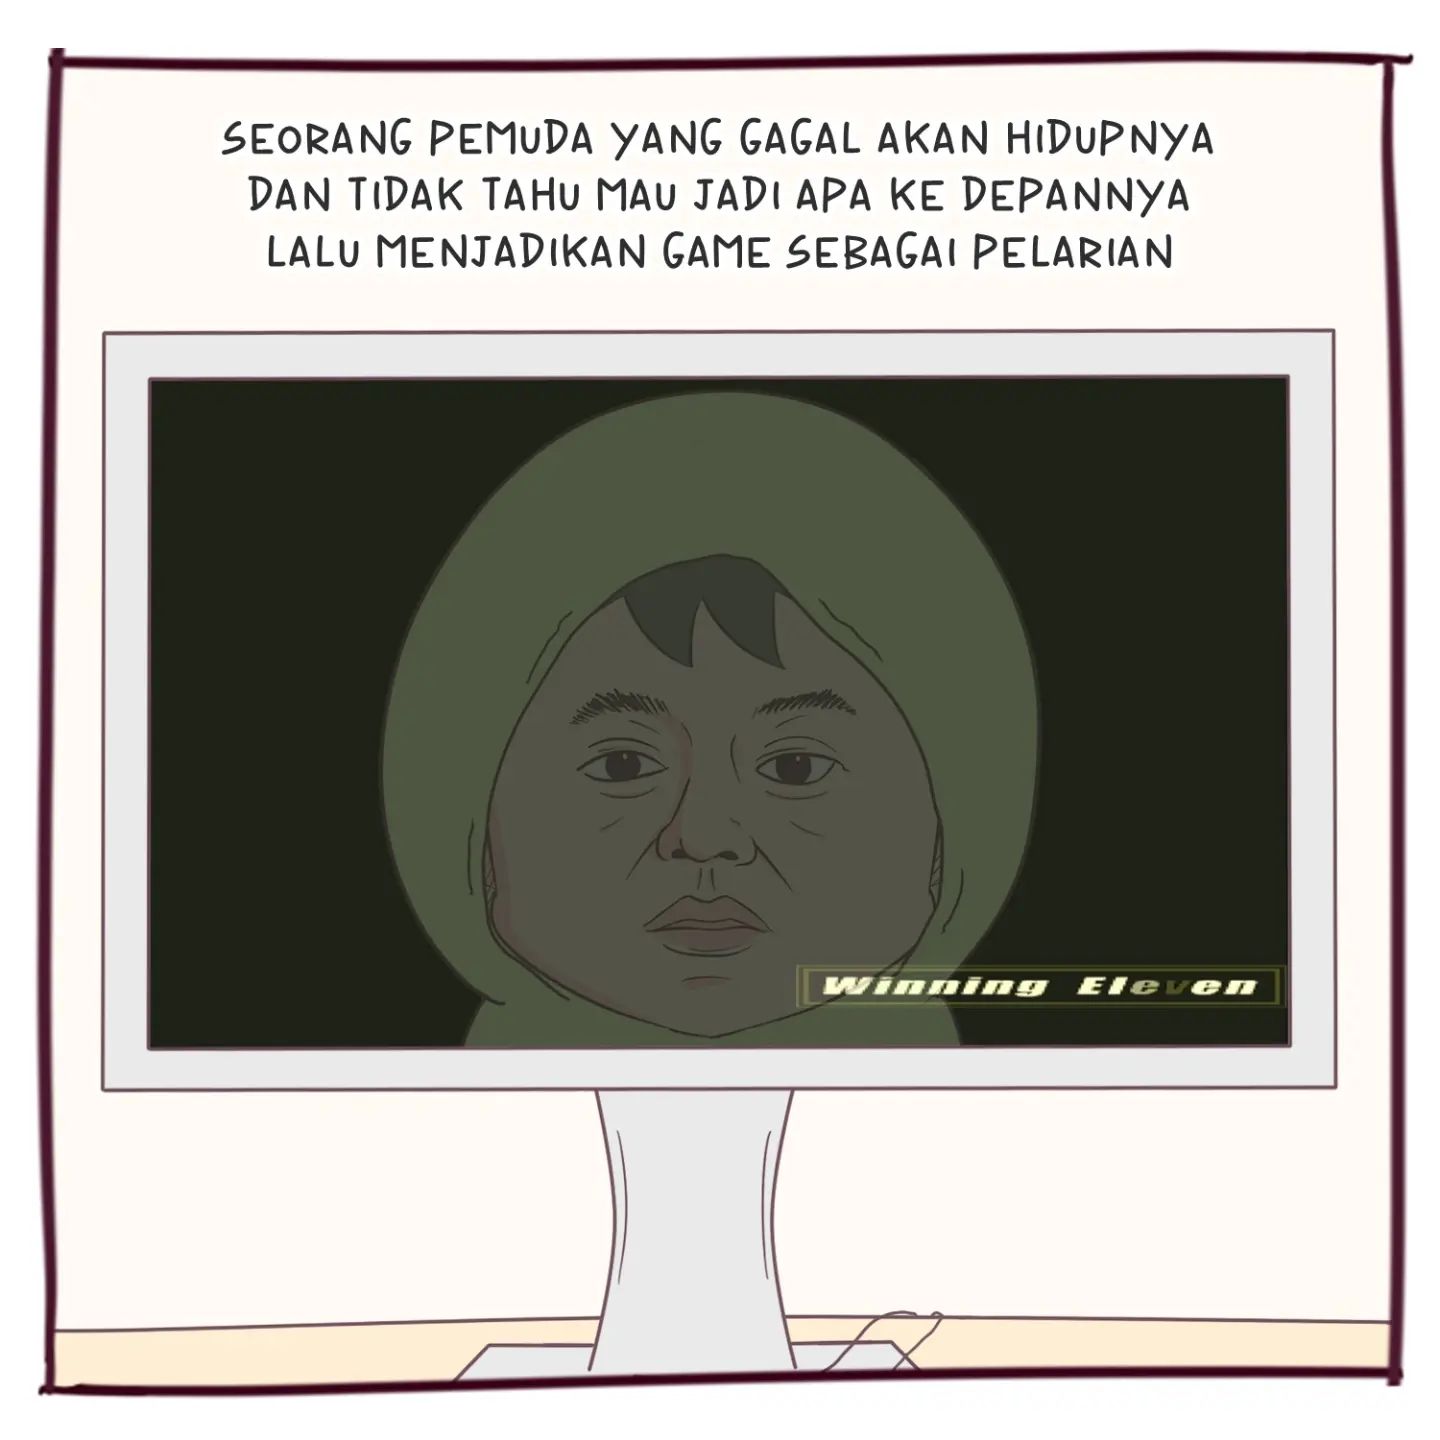 SEORANG PEMUDA YANG GAGAL AKAN HIDUPNYA
DAN TIDAK TAHU MAU JADI APA KE DEPANNYA
LALU MENJADIKAN GAME SEBAGAI PELARIAN
Winning Eleven